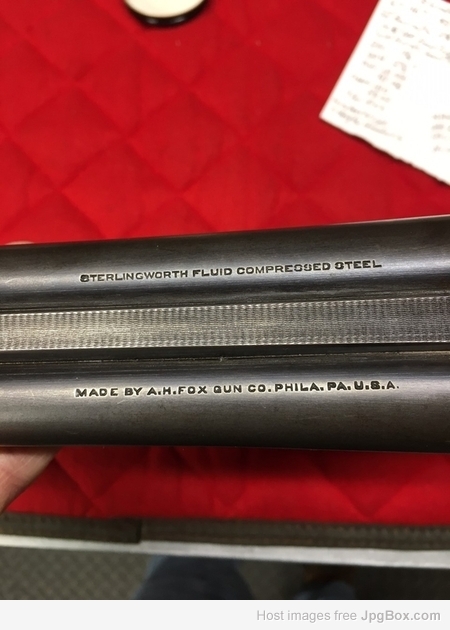 STERLINGWORTH FLUID COMPRESSED STEEL
MADE BY A.H.FOX GUN CO. PHILA. PA. U.S.A.
Host images free JpgBox.com